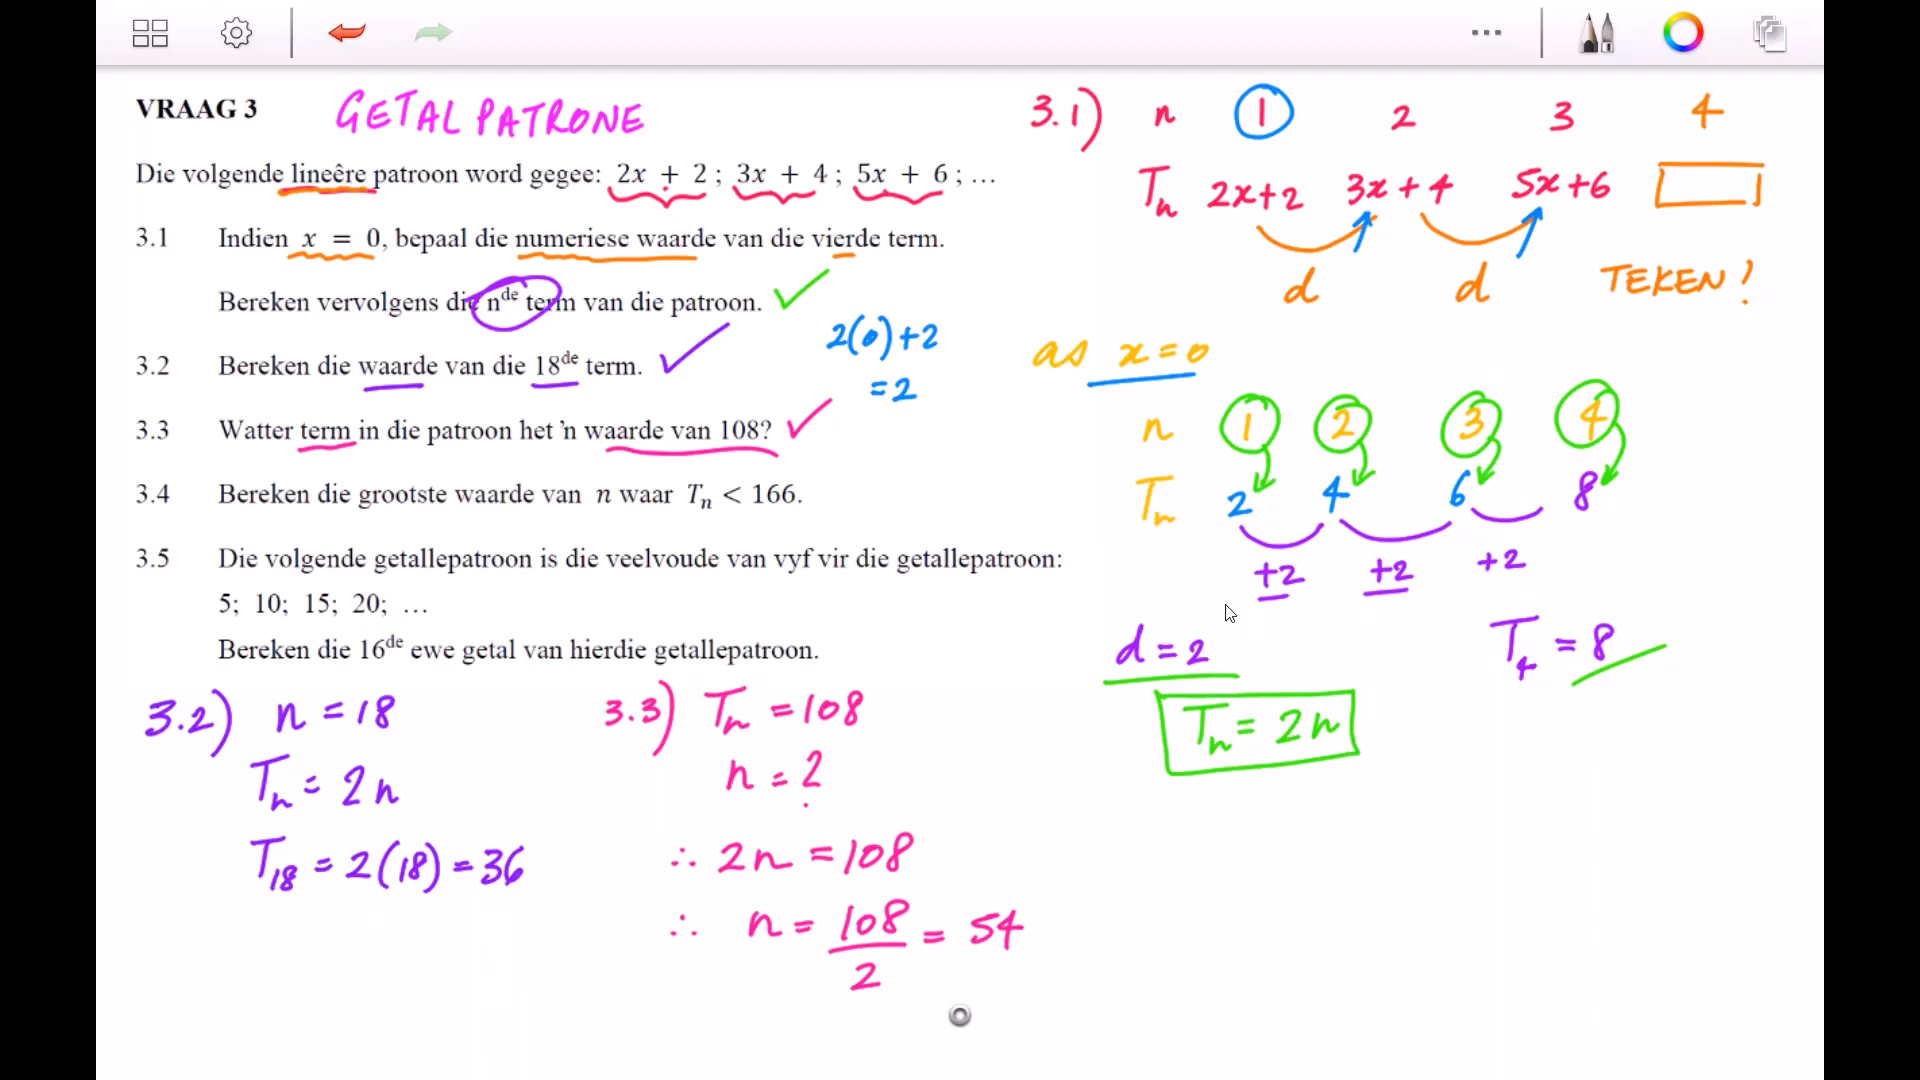 VRAAG 3 GETAL PATRONE
Die volgende lineêre patroon word gegee: 2x + 2 ; 3x + 4 ; 5x + 6 ; …
3.1 Indien x = 0, bepaal die numeriese waarde van die vierde term.
Bereken vervolgens die nᵈᵉ term van die patroon.
3.2 Bereken die waarde van die 18ᵈᵉ term.
2(0)+2
=2
3.3 Watter term in die patroon het 'n waarde van 108?
3.4 Bereken die grootste waarde van n waar Tₙ < 166.
3.5 Die volgende getallepatroon is die veelvoude van vyf vir die getallepatroon:
5; 10; 15; 20; …
Bereken die 16ᵈᵉ ewe getal van hierdie getallepatroon.
3.1) n 1 2 3 4
Tₙ 2x+2 3x+4 5x+6
d d TEKEN!
as x=0
n 1 2 3 4
Tₙ 2 4 6 8
+2 +2 +2
d = 2 T₄ = 8
Tₙ = 2n
3.2) n = 18
Tₙ = 2n
T₁₈ = 2(18) = 36
3.3) Tₙ = 108
n = ?
∴ 2n = 108
∴ n = 108/2 = 54